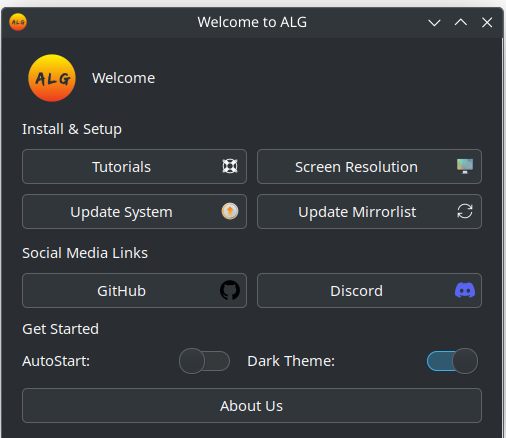 Welcome to ALG
ALG Welcome
Install & Setup
Tutorials Screen Resolution
Update System Update Mirrorlist
Social Media Links
GitHub Discord
Get Started
AutoStart: Dark Theme:
About Us